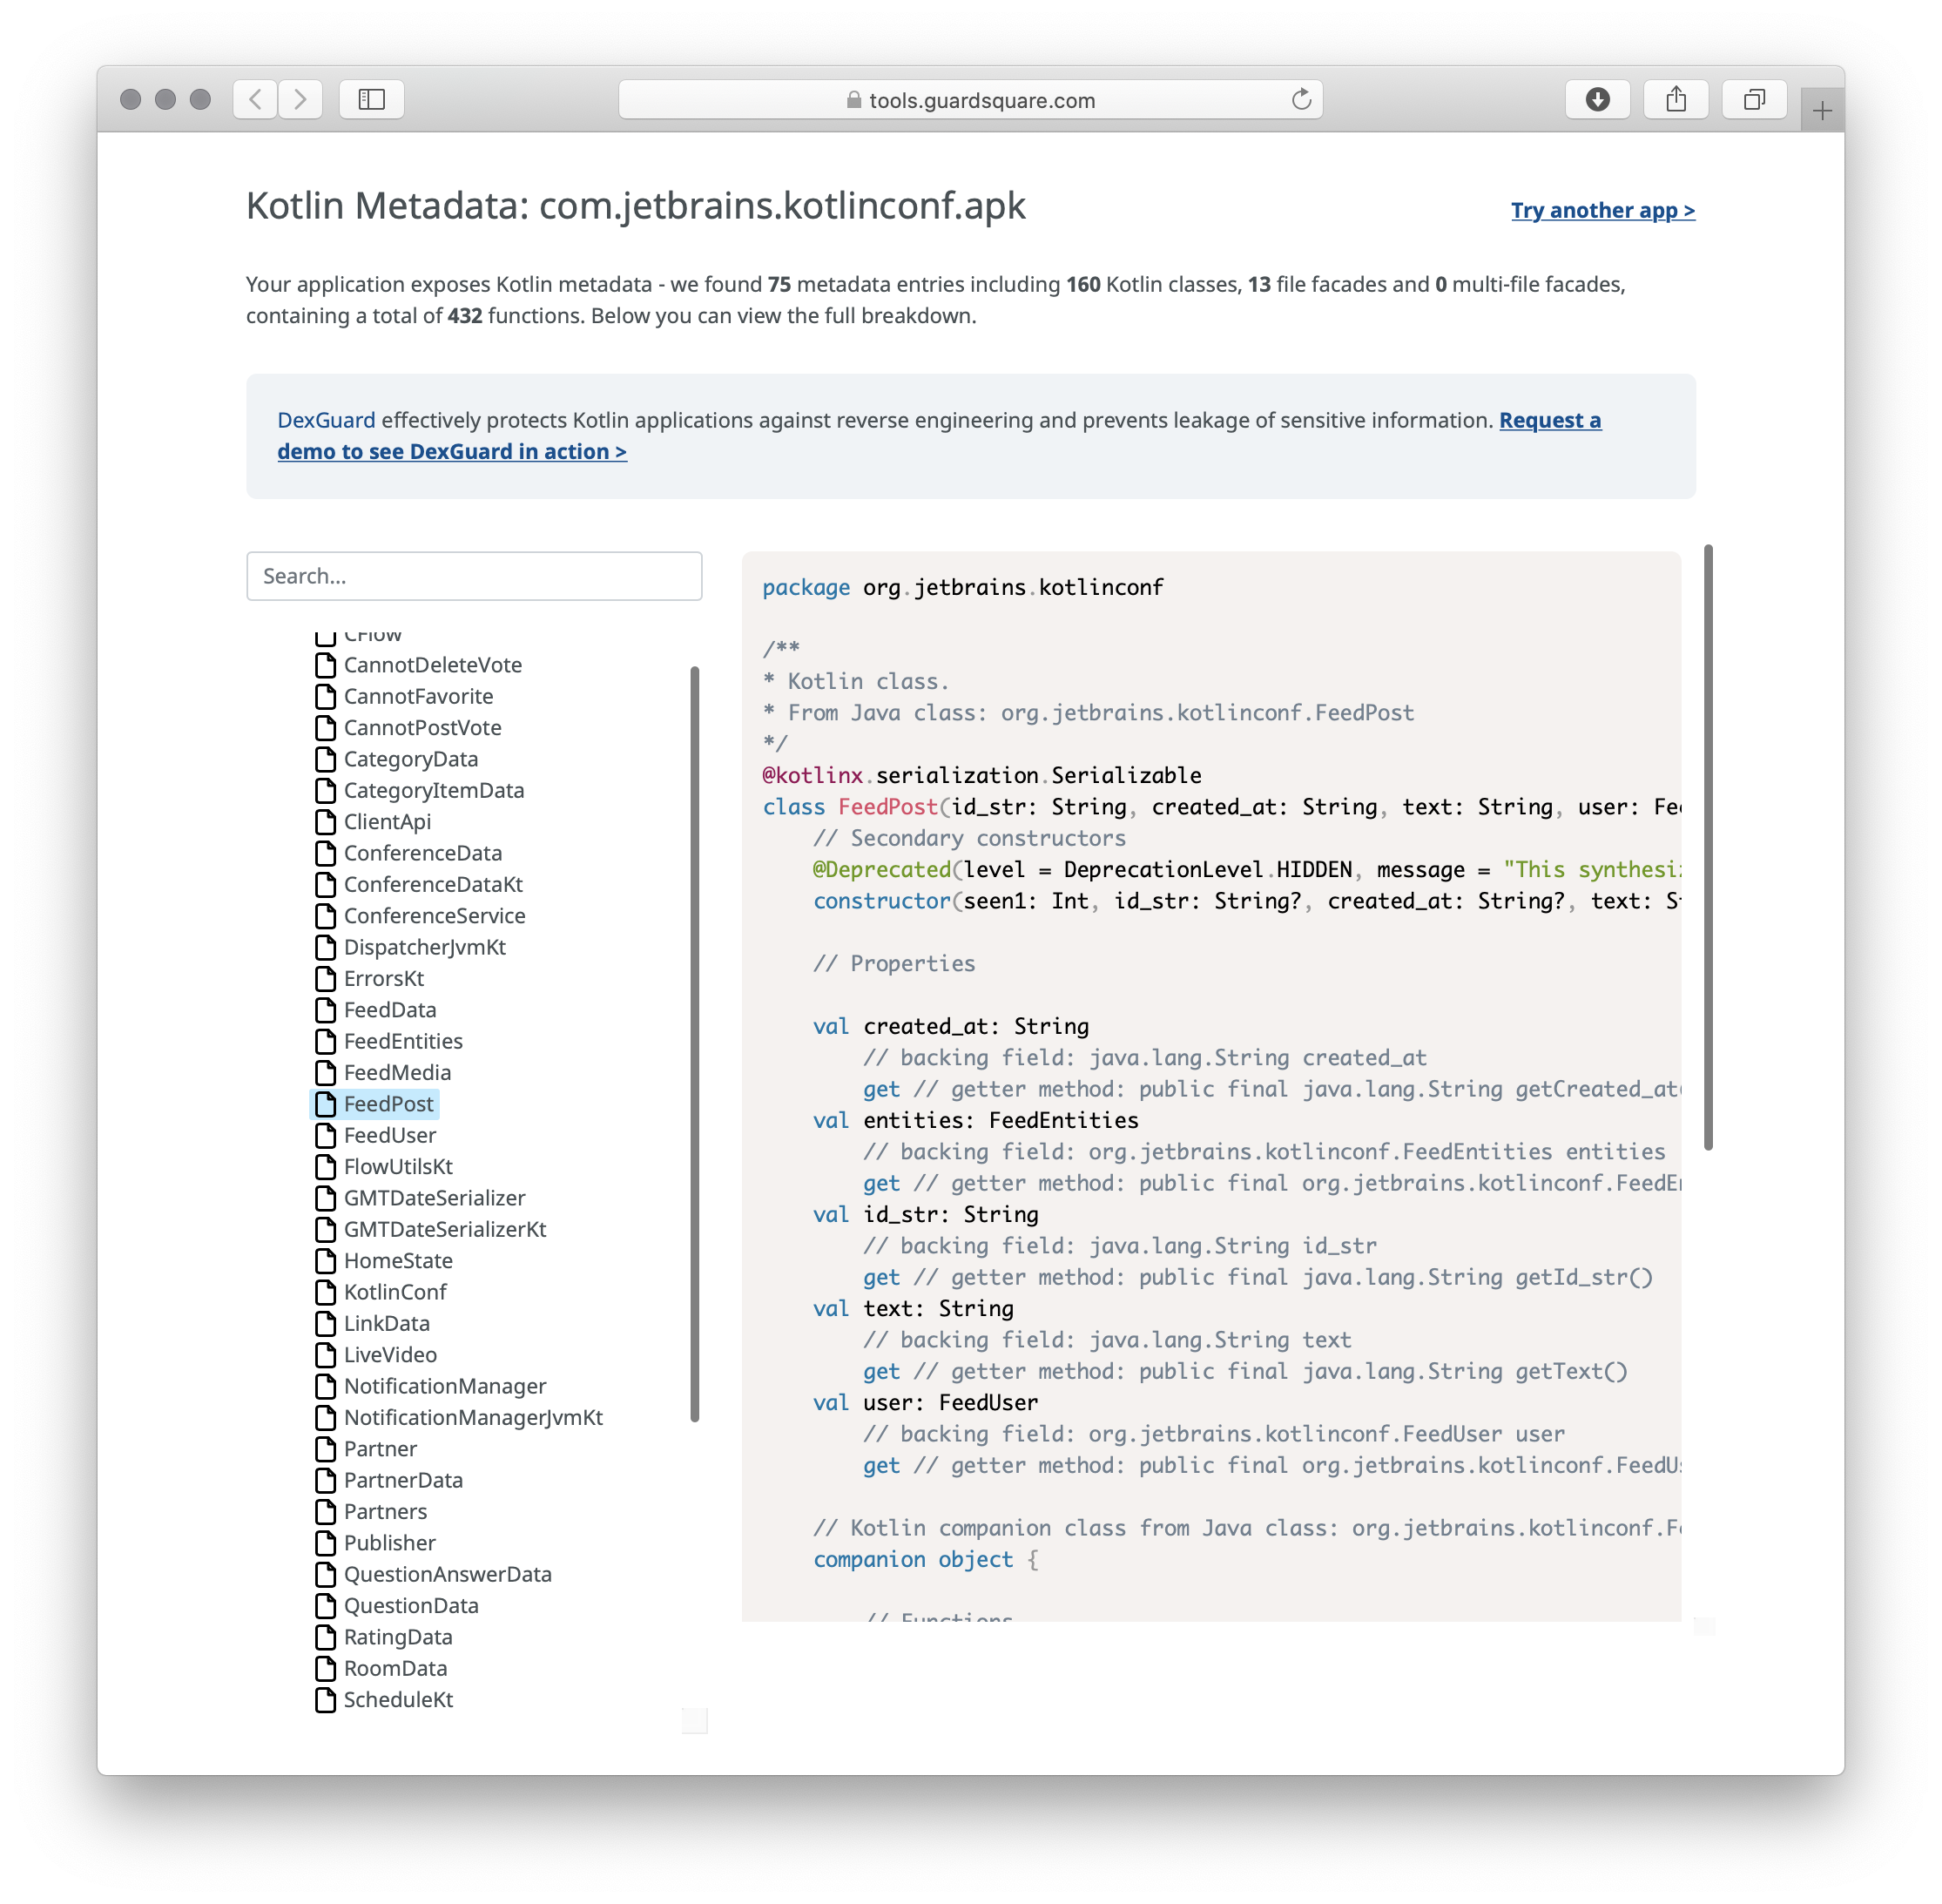 tools.guardsquare.com
Kotlin Metadata: com.jetbrains.kotlinconf.apk
Try another app >
Your application exposes Kotlin metadata - we found 75 metadata entries including 160 Kotlin classes, 13 file facades and 0 multi-file facades,
containing a total of 432 functions. Below you can view the full breakdown.
DexGuard effectively protects Kotlin applications against reverse engineering and prevents leakage of sensitive information. Request a
demo to see DexGuard in action >
Search...
CFlow
CannotDeleteVote
CannotFavorite
CannotPostVote
CategoryData
CategoryItemData
ClientApi
ConferenceData
ConferenceDataKt
ConferenceService
DispatcherJvmKt
ErrorsKt
FeedData
FeedEntities
FeedMedia
FeedPost
FeedUser
FlowUtilsKt
GMTDateSerializer
GMTDateSerializerKt
HomeState
KotlinConf
LinkData
LiveVideo
NotificationManager
NotificationManagerJvmKt
Partner
PartnerData
Partners
Publisher
QuestionAnswerData
QuestionData
RatingData
RoomData
ScheduleKt
package org.jetbrains.kotlinconf
/**
* Kotlin class.
* From Java class: org.jetbrains.kotlinconf.FeedPost
*/
@kotlinx.serialization.Serializable
class FeedPost(id_str: String, created_at: String, text: String, user: Fe
// Secondary constructors
@Deprecated(level = DeprecationLevel.HIDDEN, message = "This synthesi
constructor(seen1: Int, id_str: String?, created_at: String?, text: S
// Properties
val created_at: String
// backing field: java.lang.String created_at
get // getter method: public final java.lang.String getCreated_at
val entities: FeedEntities
// backing field: org.jetbrains.kotlinconf.FeedEntities entities
get // getter method: public final org.jetbrains.kotlinconf.FeedE
val id_str: String
// backing field: java.lang.String id_str
get // getter method: public final java.lang.String getId_str()
val text: String
// backing field: java.lang.String text
get // getter method: public final java.lang.String getText()
val user: FeedUser
// backing field: org.jetbrains.kotlinconf.FeedUser user
get // getter method: public final org.jetbrains.kotlinconf.FeedU
// Kotlin companion class from Java class: org.jetbrains.kotlinconf.F
companion object {
// Functions